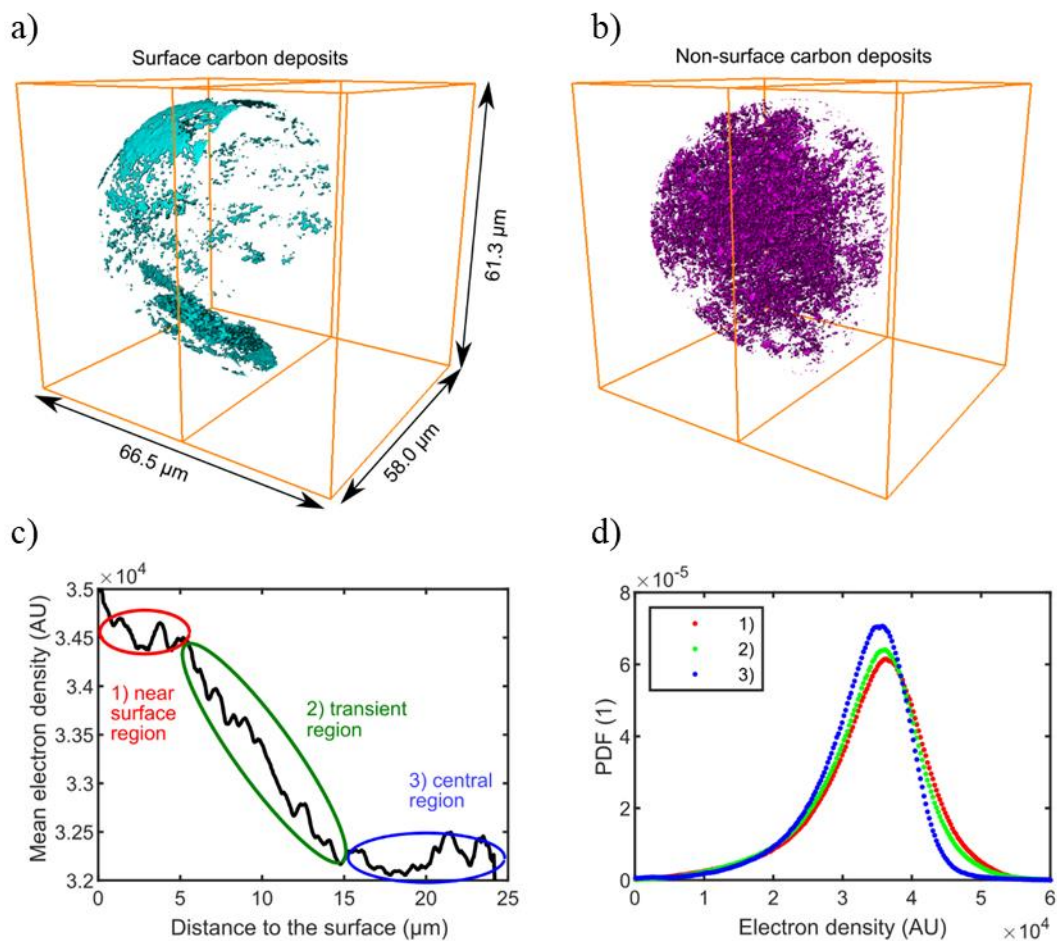 a)
Surface carbon deposits
61.3 µm
66.5 µm
58.0 µm
b)
Non-surface carbon deposits
c)
×10⁴
3.5
3.45
3.4
3.35
3.3
3.25
3.2
Mean electron density (AU)
1) near
surface
region
2) transient
region
3) central
region
0
5
10
15
20
25
Distance to the surface (µm)
d)
×10⁻⁵
8
6
4
2
0
PDF (1)
1)
2)
3)
0
1
2
3
4
5
6
×10⁴
Electron density (AU)